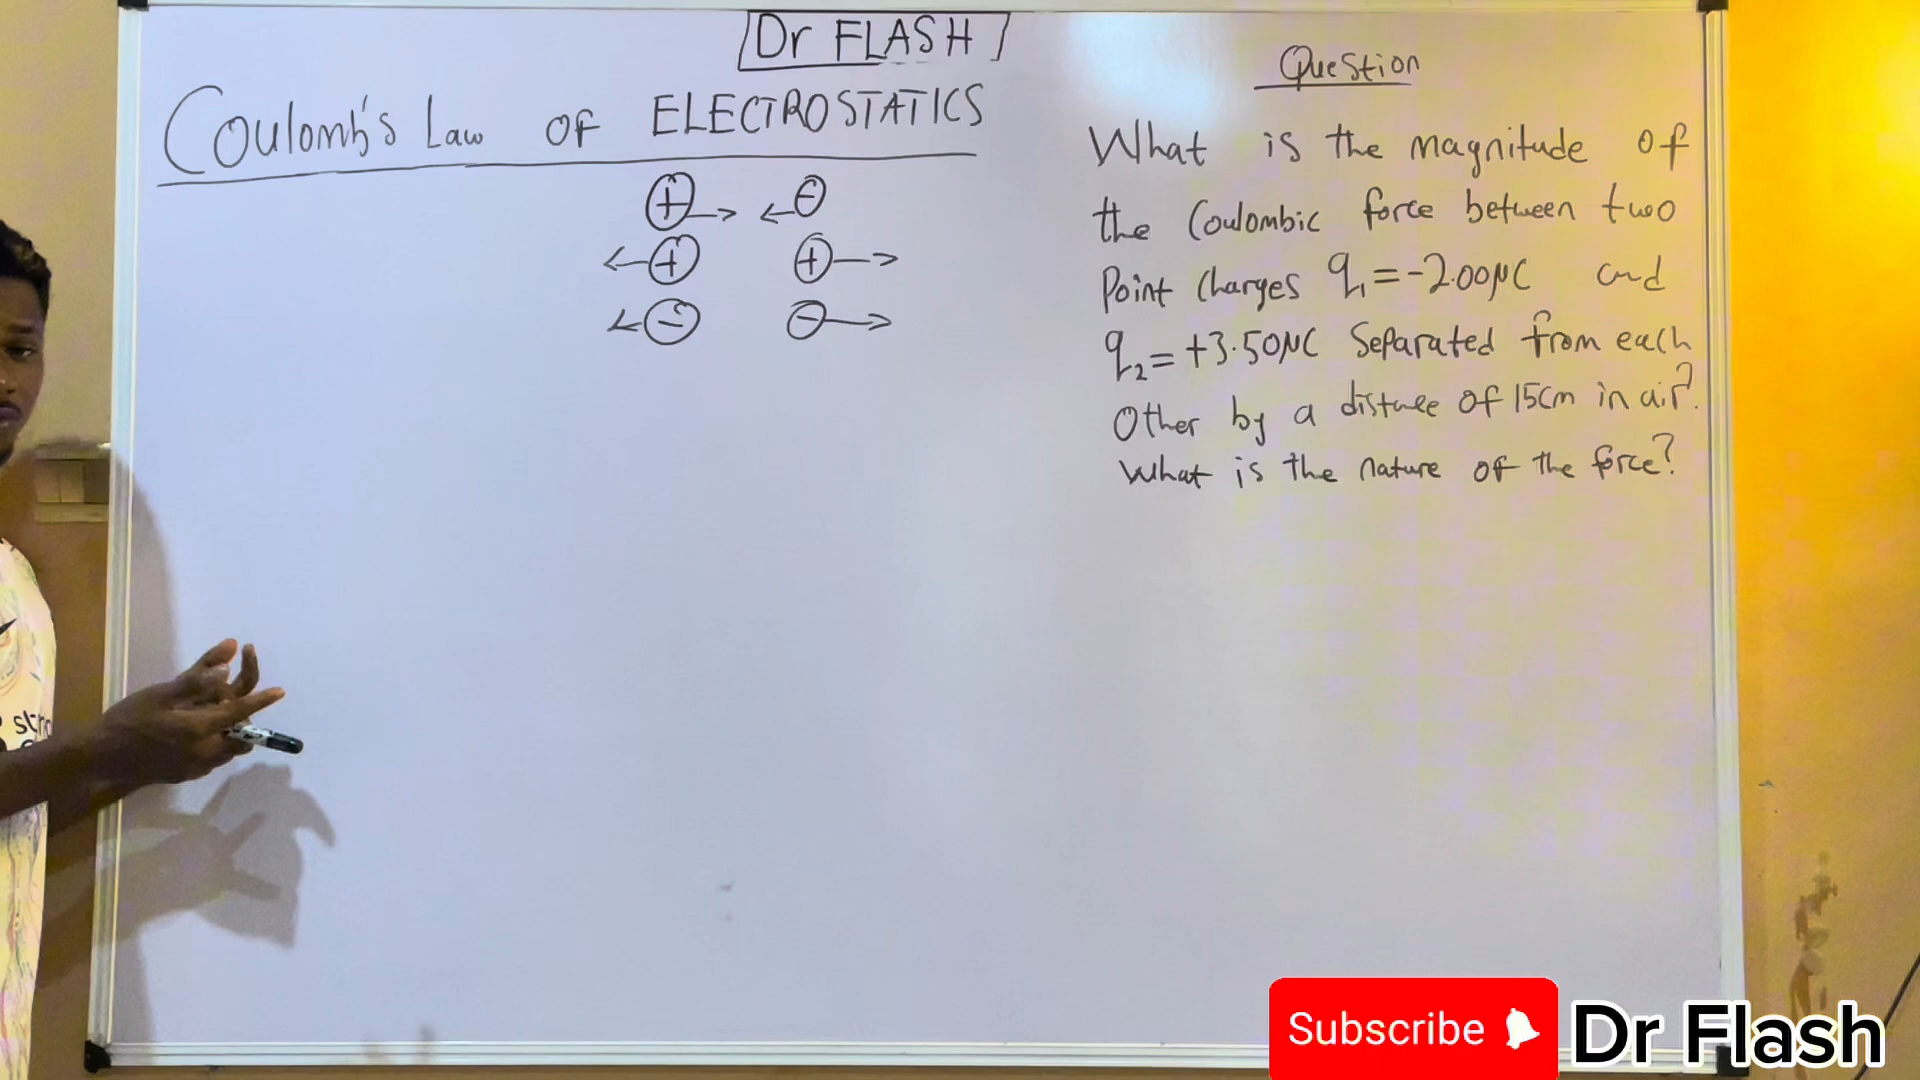 Dr FLASH
Coulomb's Law OF ELECTROSTATICS
+ -
+ +
- -
Question
What is the magnitude of
the Coulombic force between two
Point Charges q₁=-2.00μC and
q₂=+3.50μC Separated from each
Other by a distance of 15cm in air?
What is the nature of the force?
Subscribe
Dr Flash